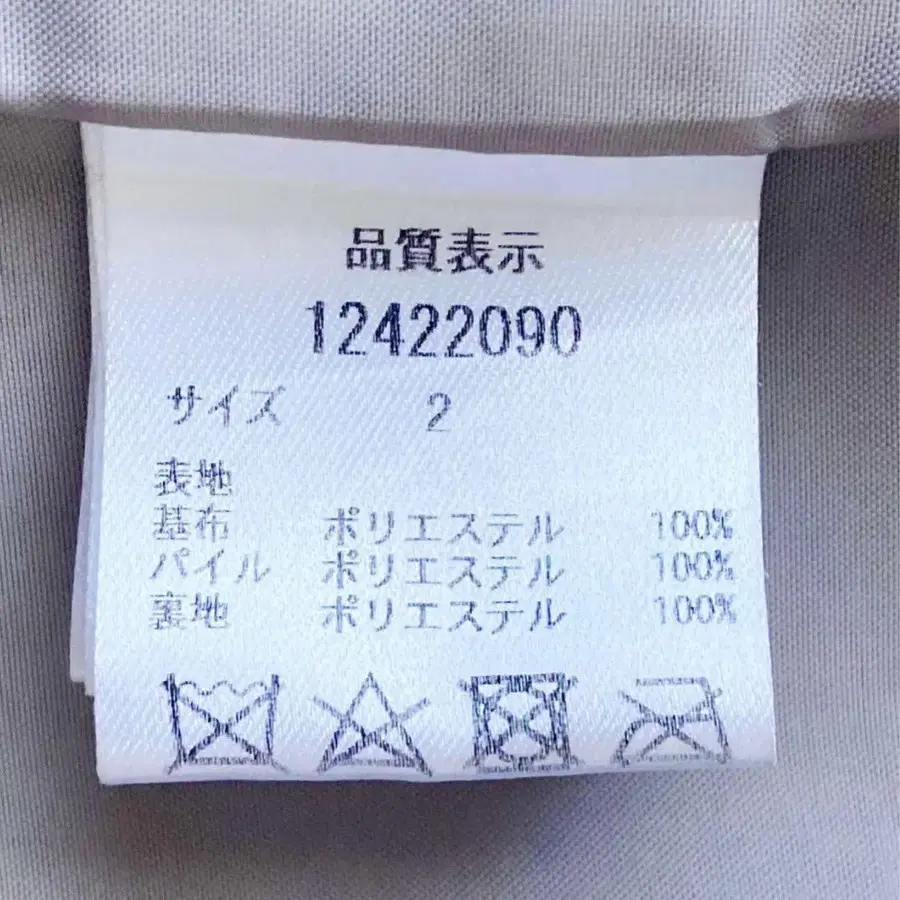 品質表示
12422090
サイズ 2
表地
基布 ポリエステル 100%
パイル ポリエステル 100%
裏地 ポリエステル 100%